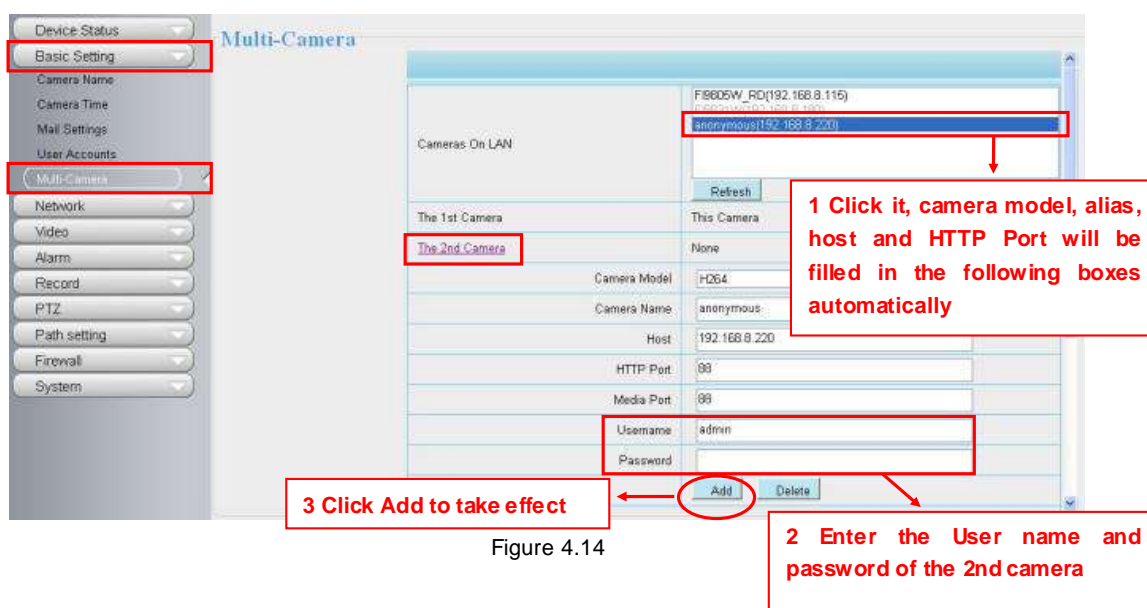 Device Status
Basic Setting
Camera Name
Camera Time
Mail Settings
User Accounts
Multi-Camera
Network
Video
Alarm
Record
PTZ
Path setting
Firewall
System
Multi-Camera
Cameras On LAN
FI9805W_RD(192.168.8.115)
anonymous(192.168.8.220)
Refresh
The 1st Camera
This Camera
The 2nd Camera
None
Camera Model
H264
Camera Name
anonymous
Host
192.168.8.220
HTTP Port
88
Media Port
88
Username
admin
Password
Add
Delete
1 Click it, camera model, alias,
host and HTTP Port will be
filled in the following boxes
automatically
3 Click Add to take effect
2 Enter the User name and
password of the 2nd camera
Figure 4.14